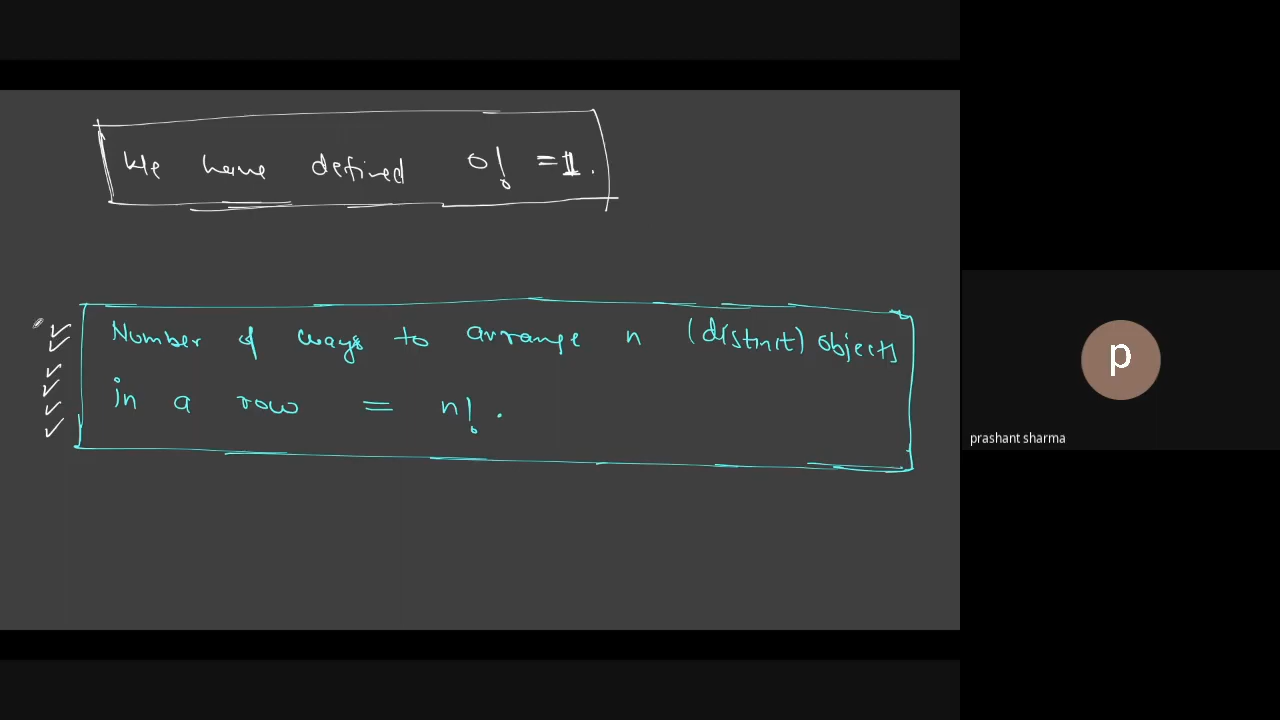 We have defined 0! = 1.
Number of ways to arrange n (distinct) objects
in a row = n!.
p
prashant sharma